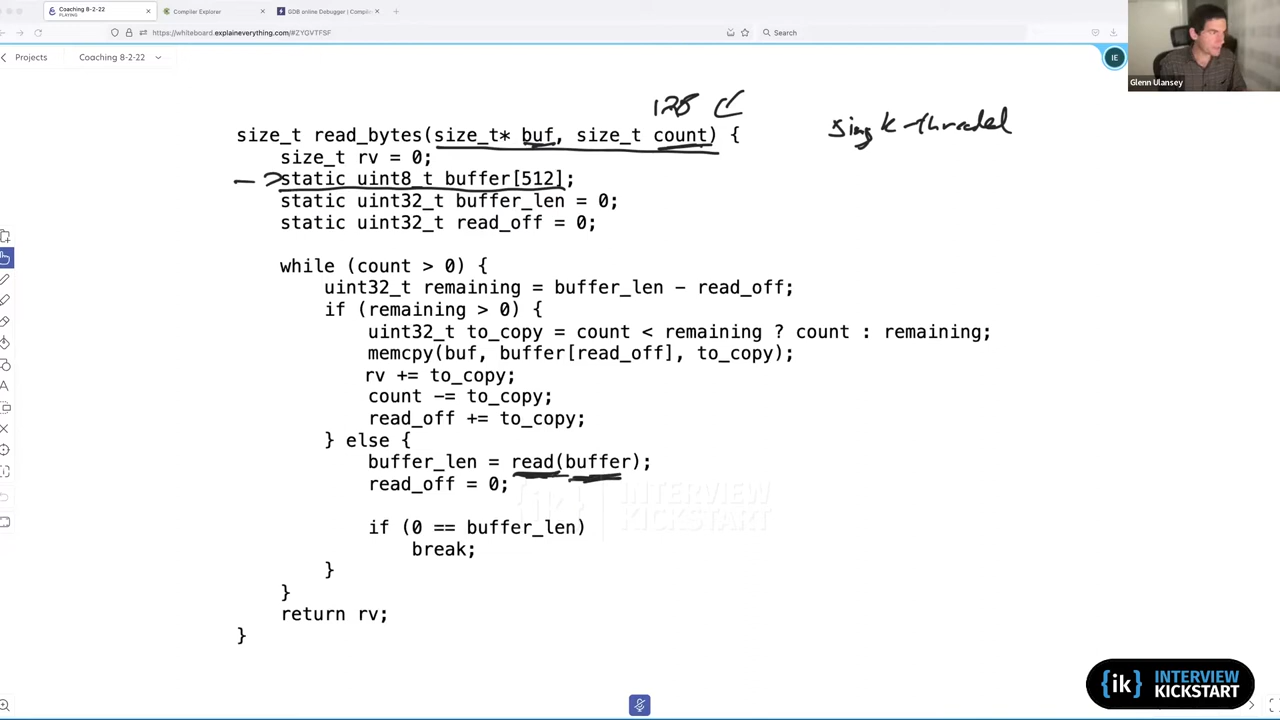 Coaching 8-2-22
PLAYING
Compiler Explorer
GDB online Debugger | Compile
https://whiteboard.explaineverything.com/#ZYGVTFSF
Search
Projects
Coaching 8-2-22
IE
Glenn Ulansey
128
single-threaded
size_t read_bytes(size_t* buf, size_t count) {
size_t rv = 0;
static uint8_t buffer[512];
static uint32_t buffer_len = 0;
static uint32_t read_off = 0;
while (count > 0) {
uint32_t remaining = buffer_len - read_off;
if (remaining > 0) {
uint32_t to_copy = count < remaining ? count : remaining;
memcpy(buf, buffer[read_off], to_copy);
rv += to_copy;
count -= to_copy;
read_off += to_copy;
} else {
buffer_len = read(buffer);
read_off = 0;
if (0 == buffer_len)
break;
}
}
return rv;
}
{ik} INTERVIEW
KICKSTART
{ik} INTERVIEW
KICKSTART